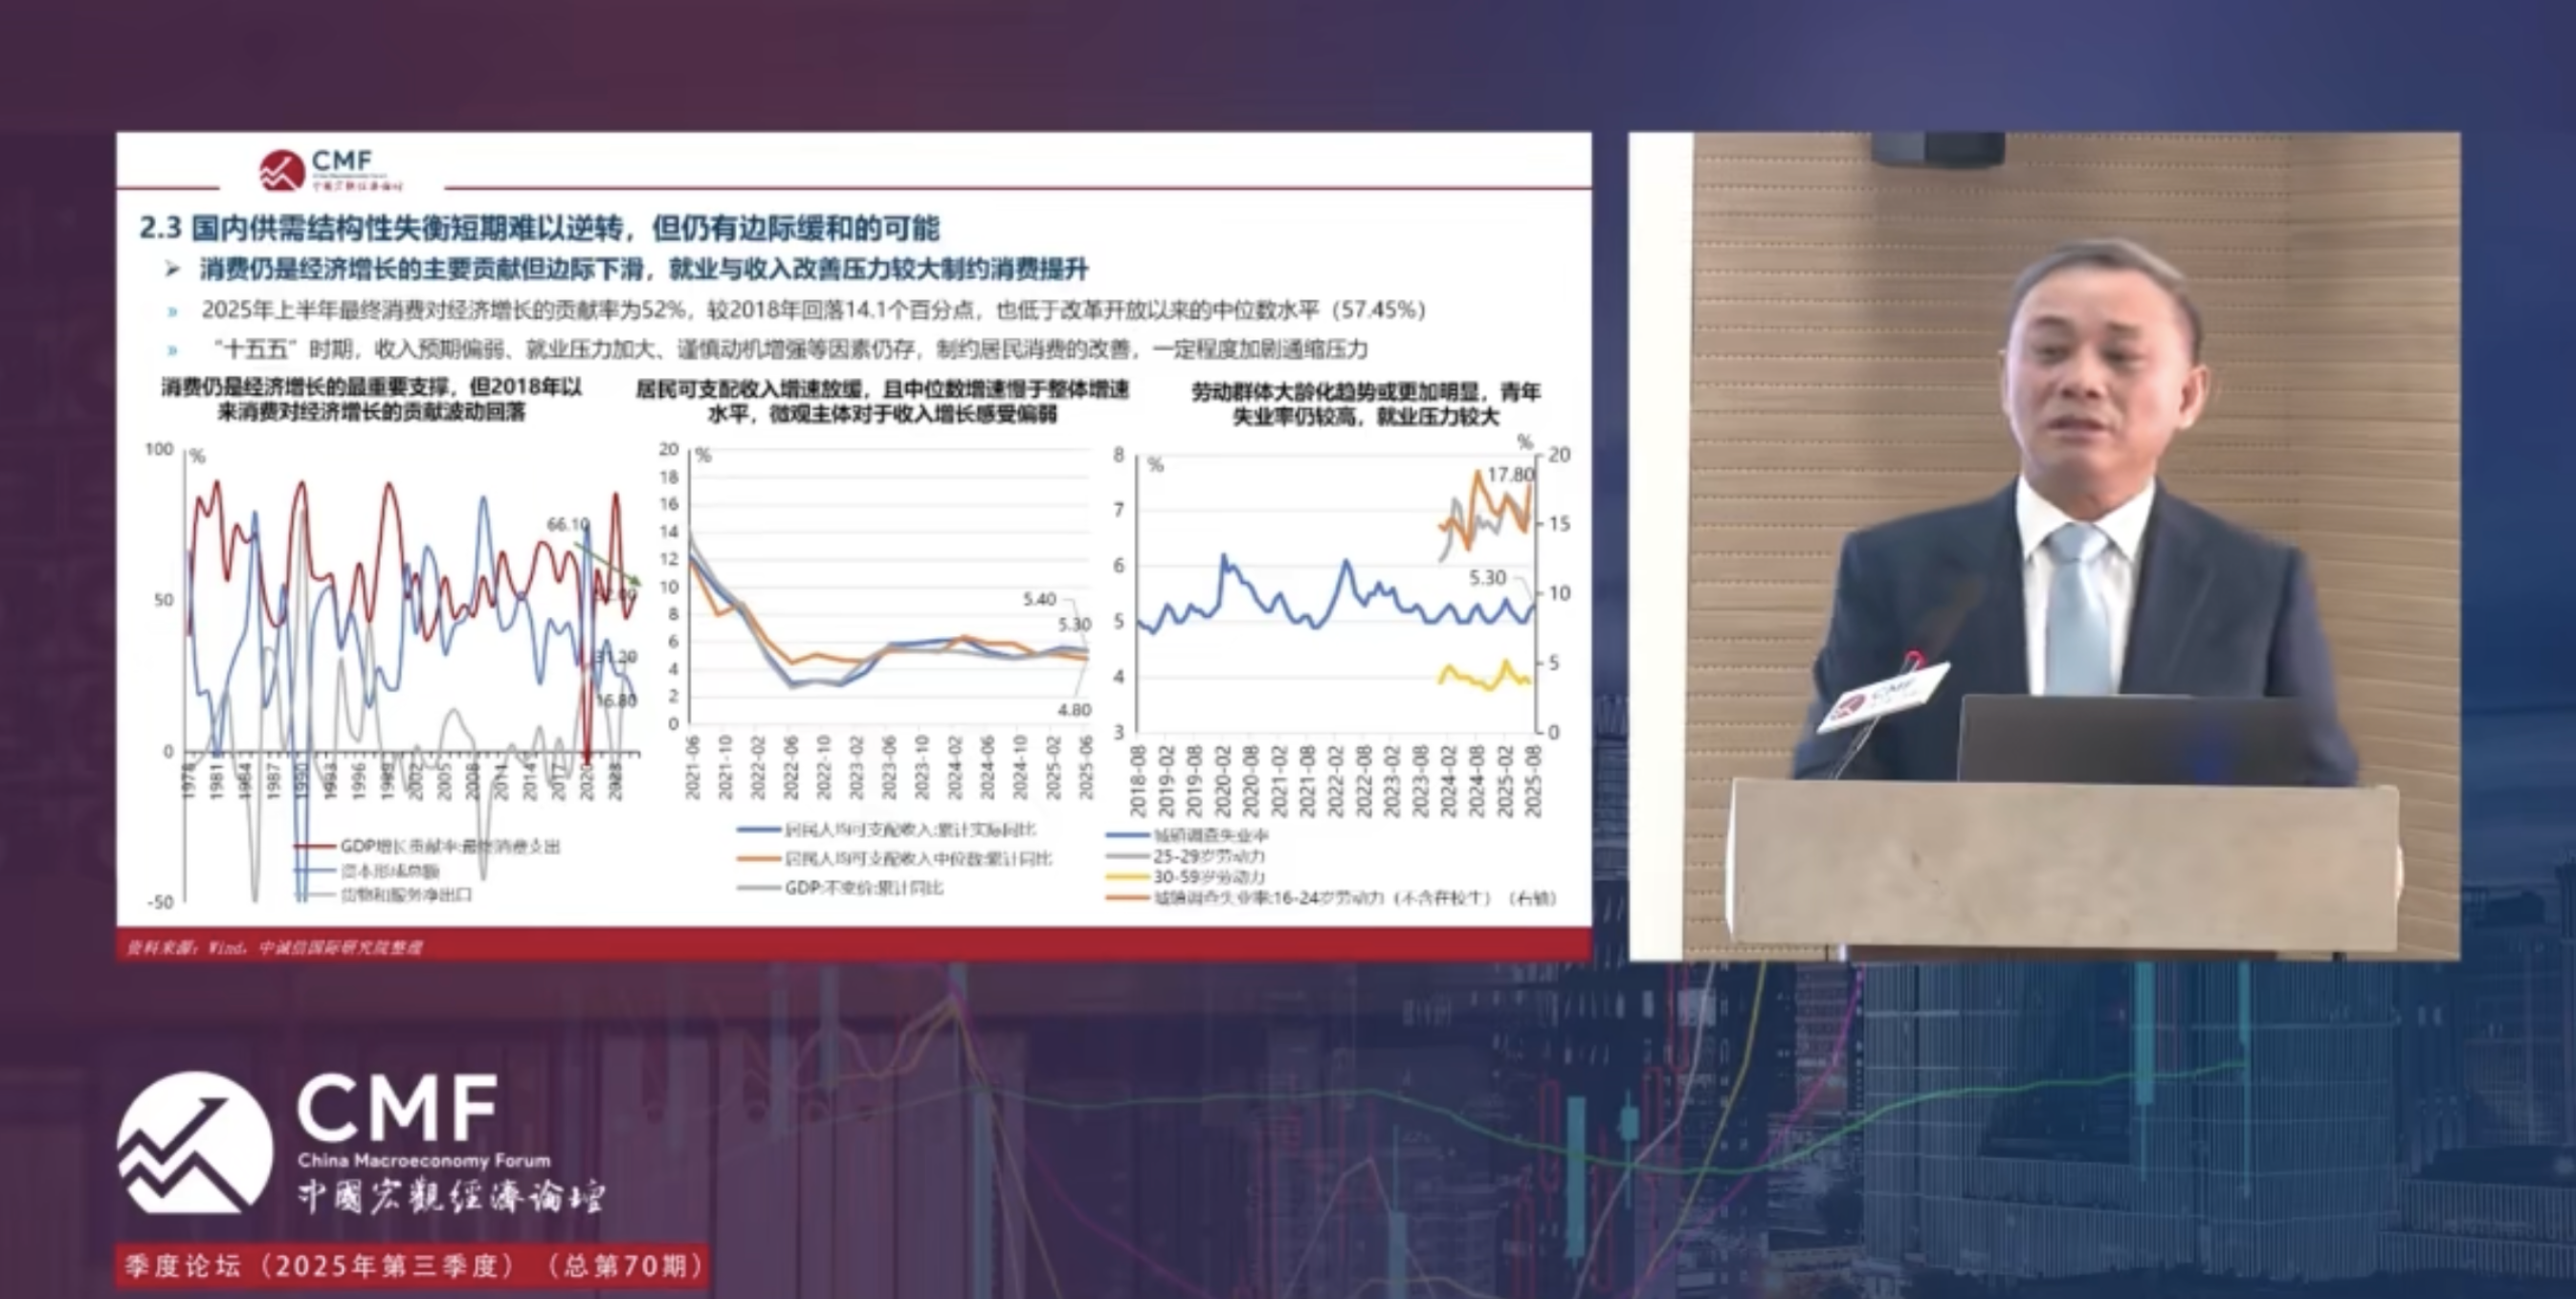 CMF
中國宏觀經濟論壇
2.3 国内供需结构性失衡短期难以逆转，但仍有边际缓和的可能
➤ 消费仍是经济增长的主要贡献但边际下滑，就业与收入改善压力较大制约消费提升
» 2025年上半年最终消费对经济增长的贡献率为52%，较2018年回落14.1个百分点，也低于改革开放以来的中位数水平（57.45%）
» “十五五”时期，收入预期偏弱、就业压力加大、谨慎动机增强等因素仍存，制约居民消费的改善，一定程度加剧通缩压力
消费仍是经济增长的最重要支撑，但2018年以
来消费对经济增长的贡献波动回落
100
%
50
0
-50
66.10
31.20
16.80
1978
1981
1984
1987
1990
1993
1996
1999
2002
2005
2008
2011
2014
2017
2020
2023
GDP增长贡献率:最终消费支出
资本形成总额
货物和服务净出口
居民可支配收入增速放缓，且中位数增速慢于整体增速
水平，微观主体对于收入增长感受偏弱
20
%
18
16
14
12
10
8
6
4
2
0
5.40
5.30
4.80
2021-06
2021-10
2022-02
2022-06
2022-10
2023-02
2023-06
2023-10
2024-02
2024-06
2024-10
2025-02
2025-06
居民人均可支配收入:累计实际同比
居民人均可支配收入中位数:累计同比
GDP:不变价:累计同比
劳动群体大龄化趋势或更加明显，青年
失业率仍较高，就业压力较大
%
8
%
7
6
5
4
3
20
15
10
5
0
17.80
5.30
2018-08
2019-02
2019-08
2020-02
2020-08
2021-02
2021-08
2022-02
2022-08
2023-02
2023-08
2024-02
2024-08
2025-02
2025-08
城镇调查失业率
25-29岁劳动力
30-59岁劳动力
城镇调查失业率:16-24岁劳动力（不含在校生）（右轴）
资料来源：Wind，中诚信国际研究院整理
CMF
CMF
China Macroeconomy Forum
中國宏觀經濟論壇
季度论坛（2025年第三季度）（总第70期）